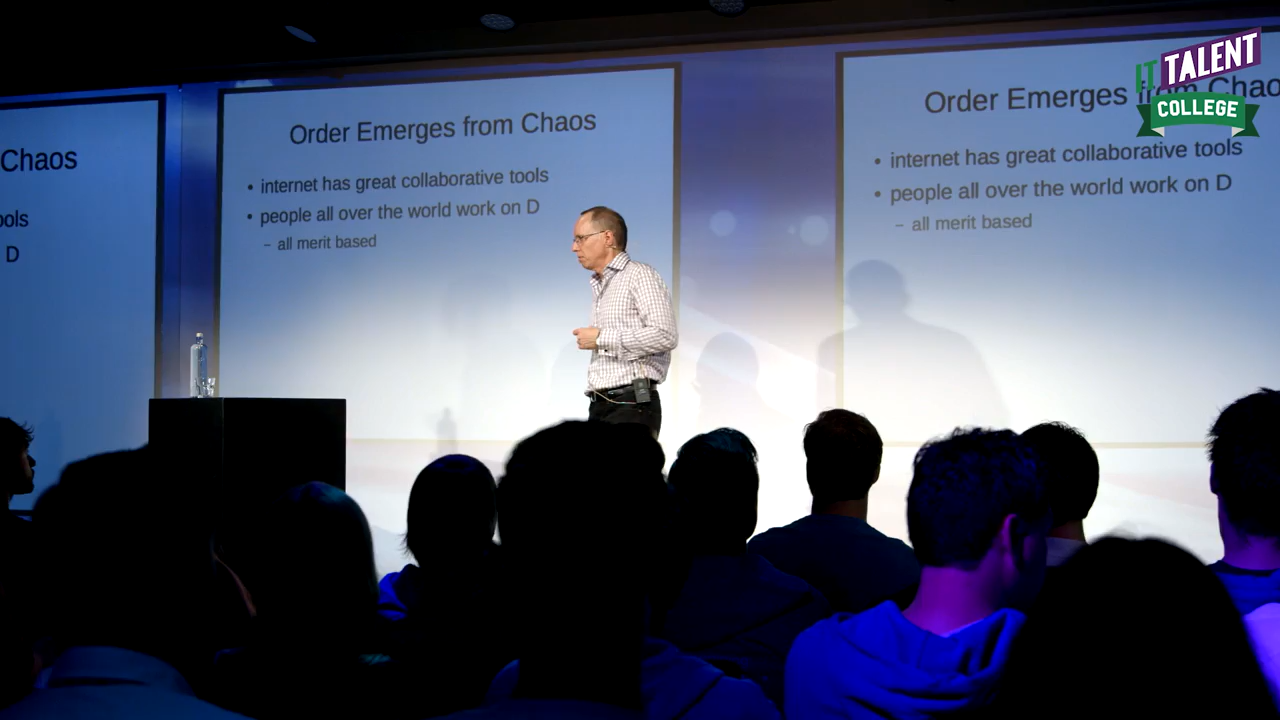 Chaos
ools
D
Order Emerges from Chaos
• internet has great collaborative tools
• people all over the world work on D
– all merit based
Order Emerges from Chao
• internet has great collaborative tools
• people all over the world work on D
– all merit based
IT TALENT
COLLEGE